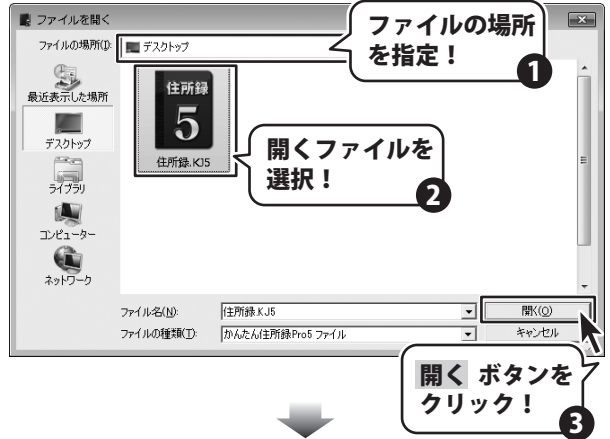 ファイルを開く
ファイルの場所(I):
デスクトップ
ファイルの場所
を指定！
1
最近表示した場所
デスクトップ
ライブラリ
コンピューター
ネットワーク
住所録
5
住所録.KJ5
開くファイルを
選択！
2
ファイル名(N):
住所録.KJ5
開く(O)
ファイルの種類(T):
かんたん住所録Pro5 ファイル
キャンセル
開く ボタンを
クリック！
3